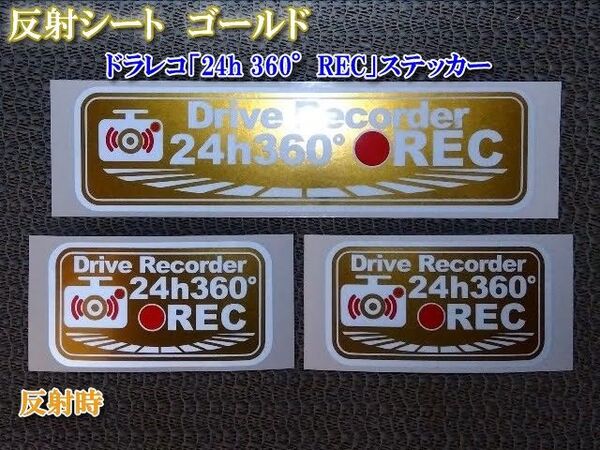 反射シート ゴールド
ドラレコ「24h 360° REC」ステッカー
Drive Recorder
24h360° REC
Drive Recorder
24h360°
REC
Drive Recorder
24h360°
REC
反射時